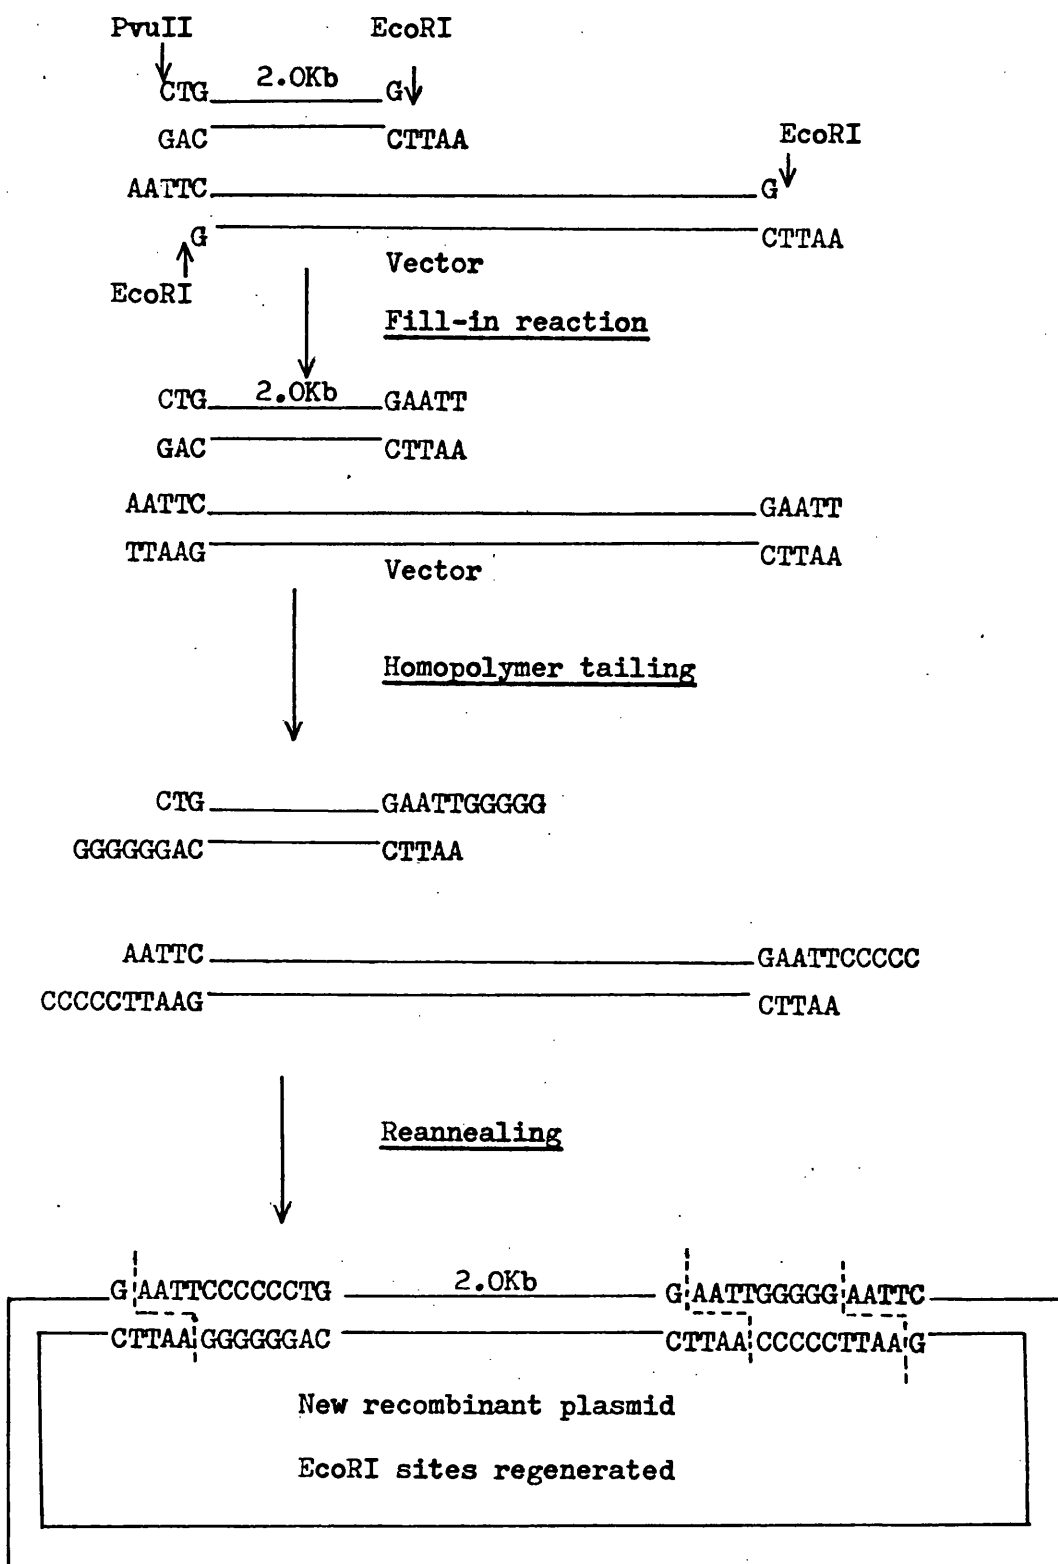 PvuII EcoRI
CTG 2.0Kb G
GAC CTTAA
EcoRI
AATTC G
G CTTAA
Vector
EcoRI
Fill-in reaction
CTG 2.0Kb GAATT
GAC CTTAA
AATTC GAATT
TTAAG CTTAA
Vector
Homopolymer tailing
CTG GAATTGGGGG
GGGGGGAC CTTAA
AATTC GAATTCCCCC
CCCCCTTAAG CTTAA
Reannealing
G AATTCCCCCCTG 2.0Kb G AATTGGGGG AATTC
CTTAA GGGGGGAC CTTAA CCCCCTTAA G
New recombinant plasmid
EcoRI sites regenerated